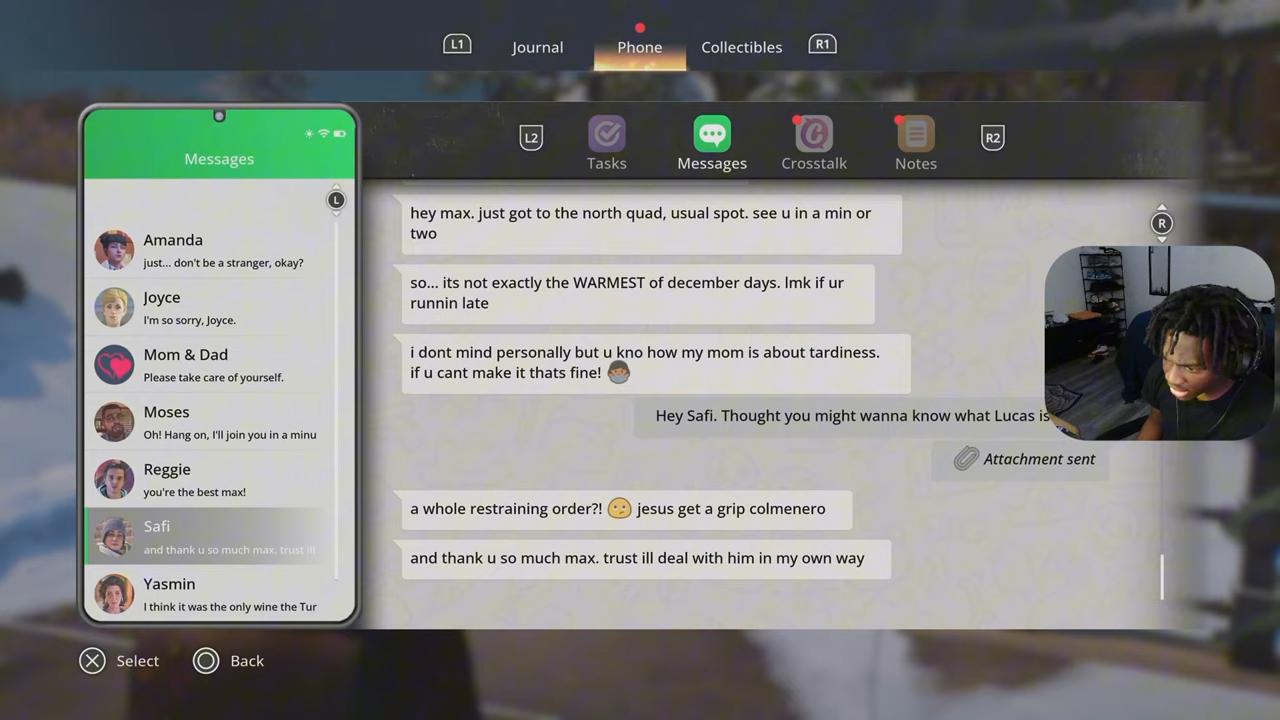 L1
Journal
Phone
Collectibles
R1
Messages
L
Amanda
just... don't be a stranger, okay?
Joyce
I'm so sorry, Joyce.
Mom & Dad
Please take care of yourself.
Moses
Oh! Hang on, I'll join you in a minu
Reggie
you're the best max!
Safi
and thank u so much max. trust ill
Yasmin
I think it was the only wine the Tur
L2
Tasks
Messages
Crosstalk
Notes
R2
hey max. just got to the north quad, usual spot. see u in a min or
two
R
so... its not exactly the WARMEST of december days. lmk if ur
runnin late
i dont mind personally but u kno how my mom is about tardiness.
if u cant make it thats fine!
Hey Safi. Thought you might wanna know what Lucas is
Attachment sent
a whole restraining order?! jesus get a grip colmenero
and thank u so much max. trust ill deal with him in my own way
Select
Back